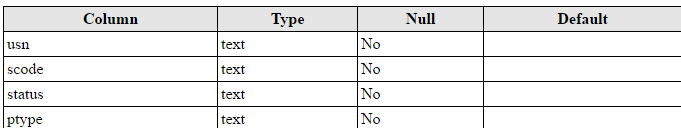 Column Type Null Default
usn text No
scode text No
status text No
ptype text No